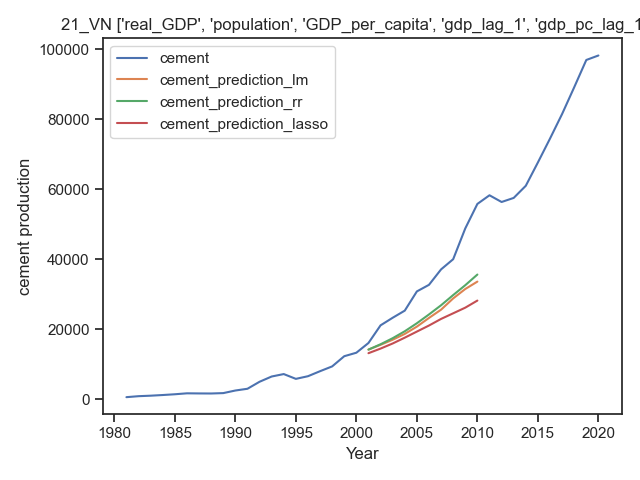 21_VN ['real_GDP', 'population', 'GDP_per_capita', 'gdp_lag_1', 'gdp_pc_lag_1
100000
80000
60000
40000
20000
0
cement production
cement
cement_prediction_lm
cement_prediction_rr
cement_prediction_lasso
1980 1985 1990 1995 2000 2005 2010 2015 2020
Year